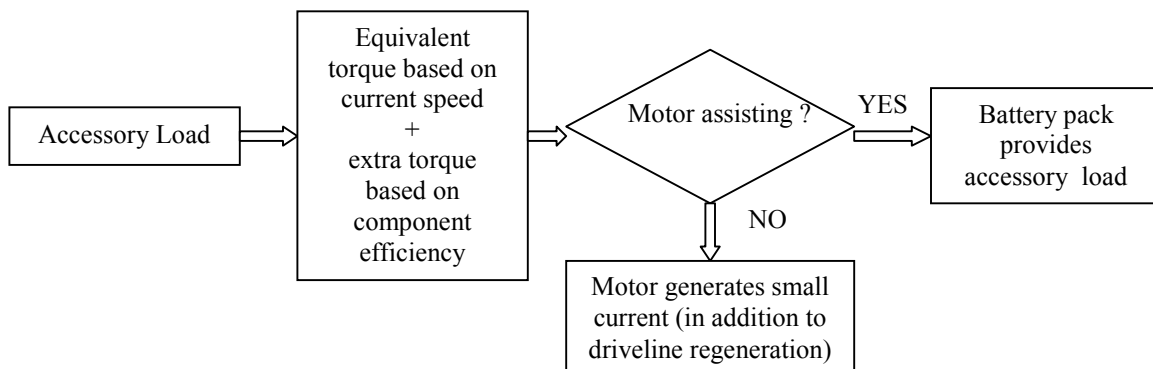 Accessory Load
Equivalent
torque based on
current speed
+
extra torque
based on
component
efficiency
Motor assisting ?
YES
Battery pack
provides
accessory load
NO
Motor generates small
current (in addition to
driveline regeneration)